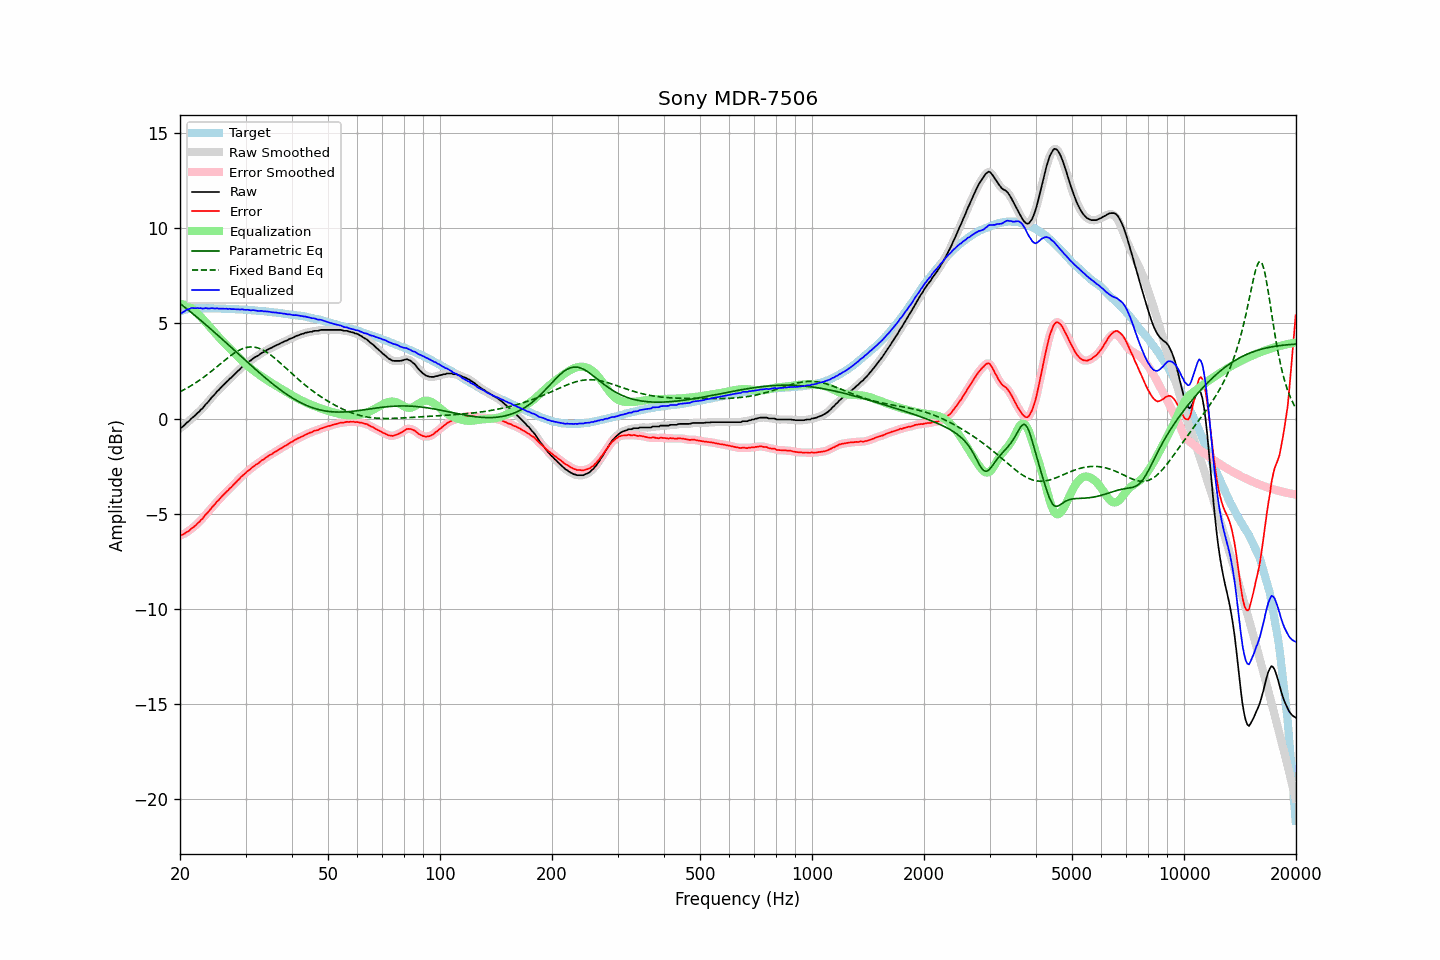 Sony MDR-7506
Target
Raw Smoothed
Error Smoothed
Raw
Error
Equalization
Parametric Eq
Fixed Band Eq
Equalized
15
10
5
0
−5
−10
−15
−20
Amplitude (dBr)
20 50 100 200 500 1000 2000 5000 10000 20000
Frequency (Hz)